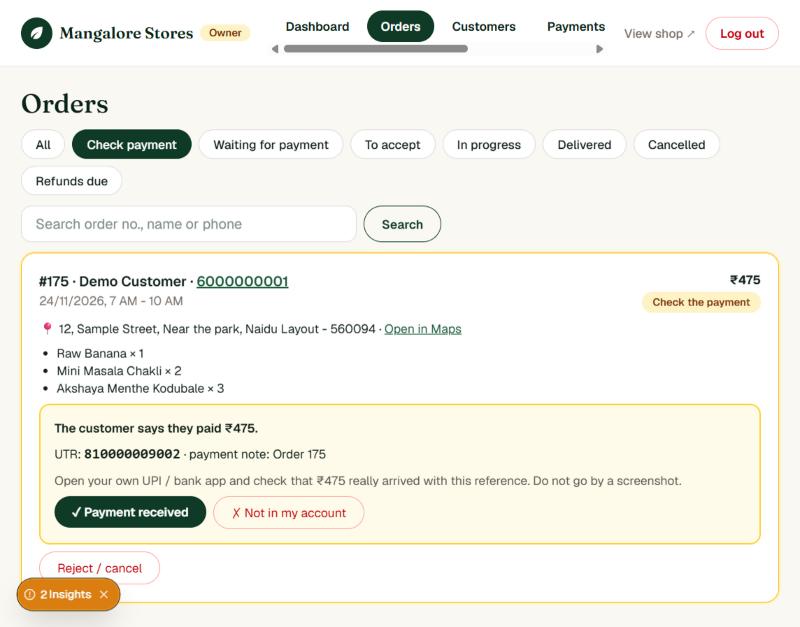 Mangalore Stores Owner
Dashboard Orders Customers Payments
View shop ↗ Log out
Orders
All Check payment Waiting for payment To accept In progress Delivered Cancelled
Refunds due
Search order no., name or phone Search
#175 · Demo Customer · 6000000001 ₹475
24/11/2026, 7 AM - 10 AM Check the payment
📍 12, Sample Street, Near the park, Naidu Layout - 560094 · Open in Maps
• Raw Banana × 1
• Mini Masala Chakli × 2
• Akshaya Menthe Kodubale × 3
The customer says they paid ₹475.
UTR: 810000009002 · payment note: Order 175
Open your own UPI / bank app and check that ₹475 really arrived with this reference. Do not go by a screenshot.
✓ Payment received ✗ Not in my account
Reject / cancel
2 Insights ×